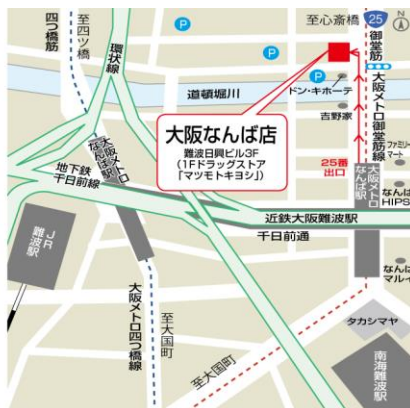 至四ツ橋
四つ橋筋
環状線
P
P
P
至心斎橋
25
N
御堂筋
道頓堀川
ドン・キホーテ
吉野家
大阪メトロ御堂筋線
ファミリーマート
大阪なんば店
難波日興ビル3F
(1Fドラッグストア
「マツモトキヨシ」)
25番
出口
大阪メトロ
なんば駅
地下鉄
千日前線
大阪メトロ
なんば駅
なんば
HIPS
近鉄大阪難波駅
千日前通
JR
難波駅
なんば
マルイ
大阪メトロ四つ橋線
至大国町
至大国町
タカシマヤ
南海難波駅